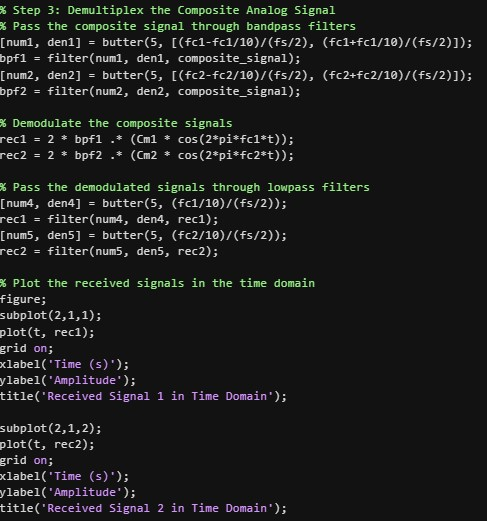 % Step 3: Demultiplex the Composite Analog Signal
% Pass the composite signal through bandpass filters
[num1, den1] = butter(5, [(fc1-fc1/10)/(fs/2), (fc1+fc1/10)/(fs/2)]);
bpf1 = filter(num1, den1, composite_signal);
[num2, den2] = butter(5, [(fc2-fc2/10)/(fs/2), (fc2+fc2/10)/(fs/2)]);
bpf2 = filter(num2, den2, composite_signal);
% Demodulate the composite signals
rec1 = 2 * bpf1 .* (Cm1 * cos(2*pi*fc1*t));
rec2 = 2 * bpf2 .* (Cm2 * cos(2*pi*fc2*t));
% Pass the demodulated signals through lowpass filters
[num4, den4] = butter(5, (fc1/10)/(fs/2));
rec1 = filter(num4, den4, rec1);
[num5, den5] = butter(5, (fc2/10)/(fs/2));
rec2 = filter(num5, den5, rec2);
% Plot the received signals in the time domain
figure;
subplot(2,1,1);
plot(t, rec1);
grid on;
xlabel('Time (s)');
ylabel('Amplitude');
title('Received Signal 1 in Time Domain');
subplot(2,1,2);
plot(t, rec2);
grid on;
xlabel('Time (s)');
ylabel('Amplitude');
title('Received Signal 2 in Time Domain');